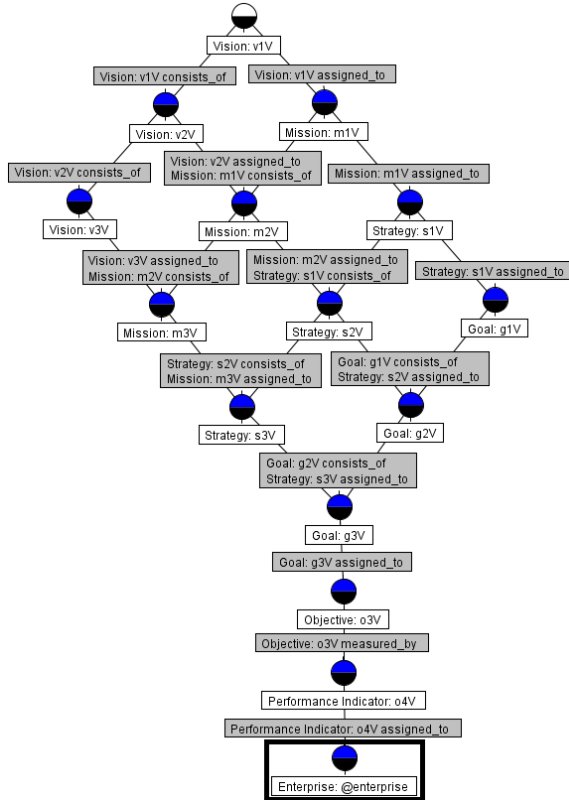 Vision: v1V
Vision: v1V consists_of
Vision: v1V assigned_to
Vision: v2V
Mission: m1V
Vision: v2V consists_of
Vision: v2V assigned_to
Mission: m1V consists_of
Mission: m1V assigned_to
Vision: v3V
Mission: m2V
Strategy: s1V
Vision: v3V assigned_to
Mission: m2V consists_of
Mission: m2V assigned_to
Strategy: s1V consists_of
Strategy: s1V assigned_to
Mission: m3V
Strategy: s2V
Goal: g1V
Strategy: s2V consists_of
Mission: m3V assigned_to
Goal: g1V consists_of
Strategy: s2V assigned_to
Strategy: s3V
Goal: g2V
Goal: g2V consists_of
Strategy: s3V assigned_to
Goal: g3V
Goal: g3V assigned_to
Objective: o3V
Objective: o3V measured_by
Performance Indicator: o4V
Performance Indicator: o4V assigned_to
Enterprise: @enterprise